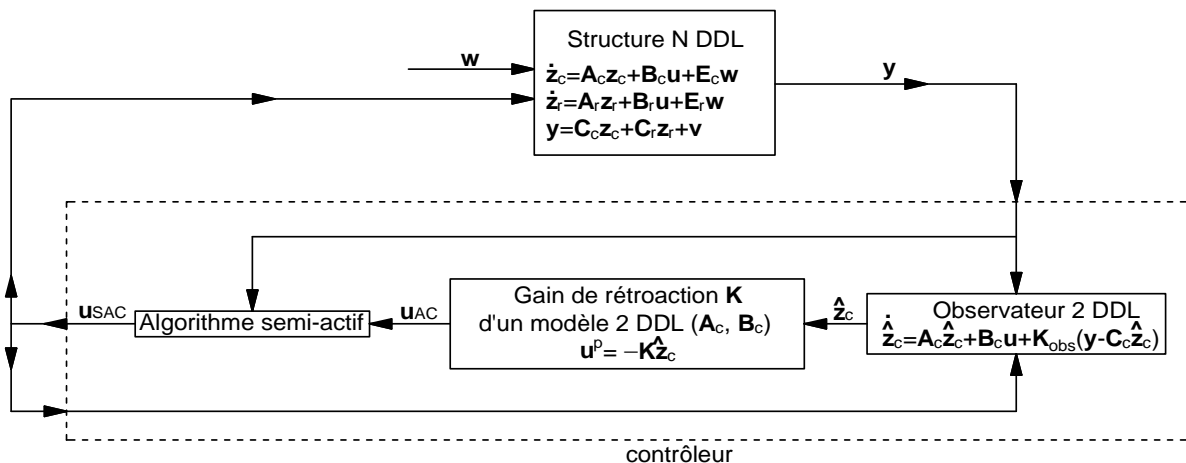 Structure N DDL
w
ż_c=A_cz_c+B_cu+E_cw
y
ż_r=A_rz_r+B_ru+E_rw
y=C_cz_c+C_rz_r+v
u_SAC
Algorithme semi-actif
u_AC
Gain de rétroaction K
d'un modèle 2 DDL (A_c, B_c)
u^p= −Kẑ_c
ẑ_c
Observateur 2 DDL
ẑ̇_c=A_cẑ_c+B_cu+K_obs(y-C_cẑ_c)
contrôleur